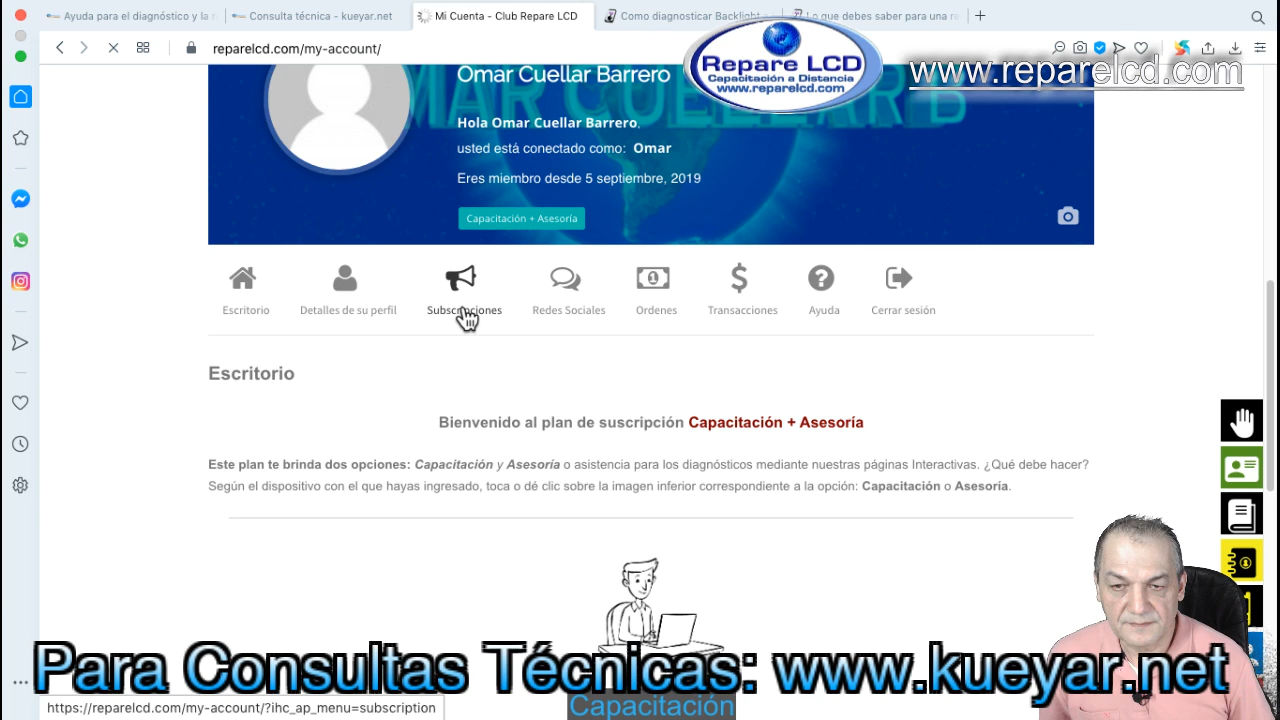 Ayuda para el diagnóstico y la r
Consulta técnica - kueyar.net
Mi Cuenta - Club Repare LCD
Como diagnosticar Backlight
Lo que debes saber para una re
reparelcd.com/my-account/
Repare LCD
Capacitación a Distancia
www.reparelcd.com
www.reparelcd.com
Omar Cuellar Barrero
MAR CUELLAR B
Hola Omar Cuellar Barrero,
usted está conectado como: Omar
Eres miembro desde 5 septiembre, 2019
Capacitación + Asesoría
Escritorio
Detalles de su perfil
Subscripciones
Redes Sociales
Ordenes
Transacciones
Ayuda
Cerrar sesión
Escritorio
Bienvenido al plan de suscripción Capacitación + Asesoría
Este plan te brinda dos opciones: Capacitación y Asesoría o asistencia para los diagnósticos mediante nuestras páginas Interactivas. ¿Qué debe hacer?
Según el dispositivo con el que hayas ingresado, toca o dé clic sobre la imagen inferior correspondiente a la opción: Capacitación o Asesoría.
Para Consultas Técnicas: www.kueyar.net
https://reparelcd.com/my-account/?ihc_ap_menu=subscription
Capacitación